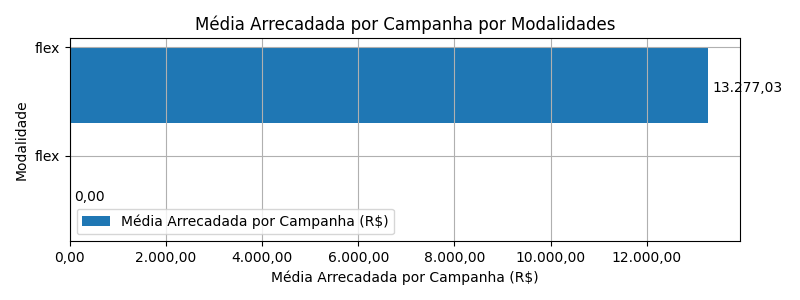 Média Arrecadada por Campanha por Modalidades
flex
13.277,03
Modalidade
flex
0,00
Média Arrecadada por Campanha (R$)
0,00 2.000,00 4.000,00 6.000,00 8.000,00 10.000,00 12.000,00
Média Arrecadada por Campanha (R$)